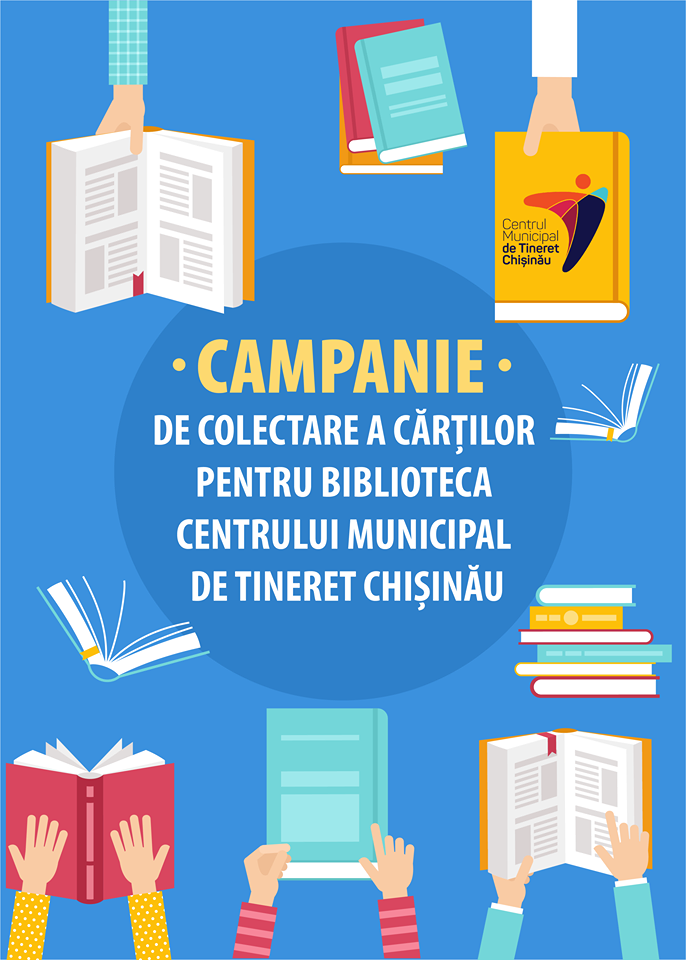 Centrul
Municipal
de Tineret
Chișinău
• CAMPANIE •
DE COLECTARE A CĂRȚILOR
PENTRU BIBLIOTECA
CENTRULUI MUNICIPAL
DE TINERET CHIȘINĂU